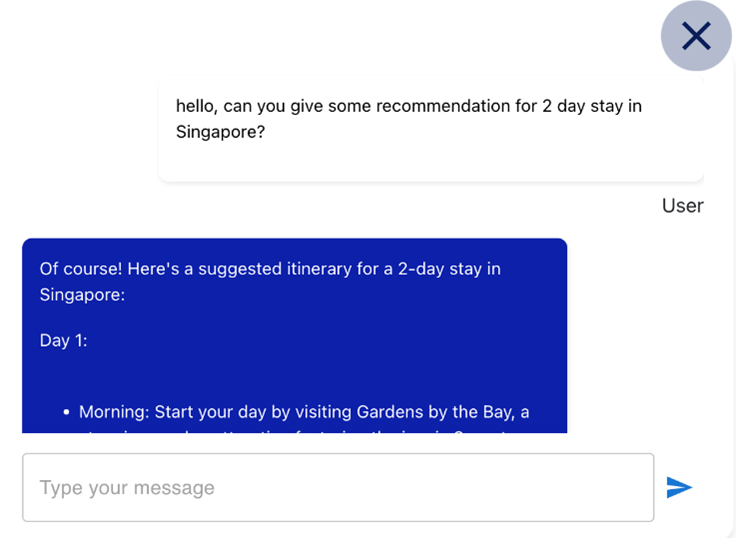 hello, can you give some recommendation for 2 day stay in
Singapore?
User
Of course! Here's a suggested itinerary for a 2-day stay in
Singapore:
Day 1:
• Morning: Start your day by visiting Gardens by the Bay, a
Type your message